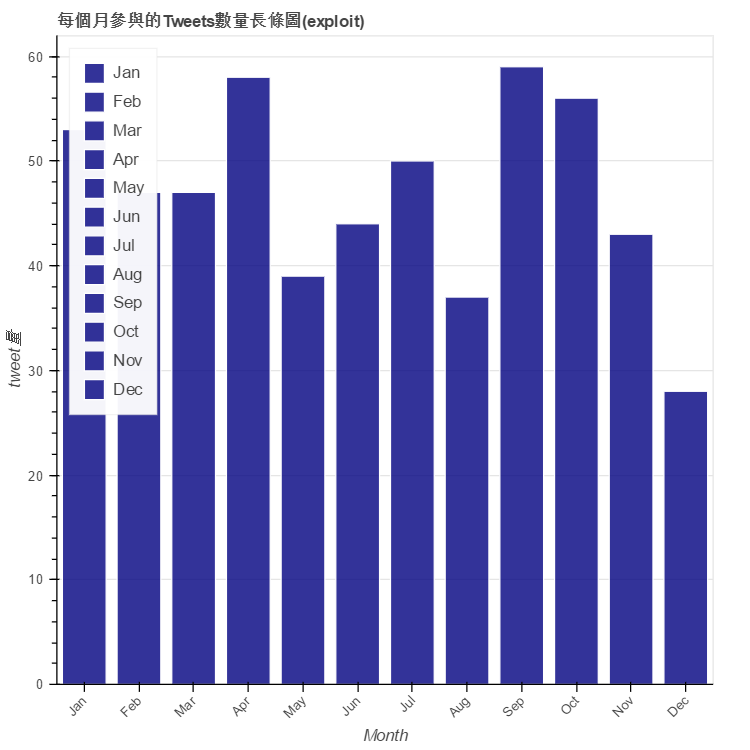 每個月參與的Tweets數量長條圖(exploit)
60
50
40
30
20
10
0
tweet量
Jan
Feb
Mar
Apr
May
Jun
Jul
Aug
Sep
Oct
Nov
Dec
Jan
Feb
Mar
Apr
May
Jun
Jul
Aug
Sep
Oct
Nov
Dec
Month